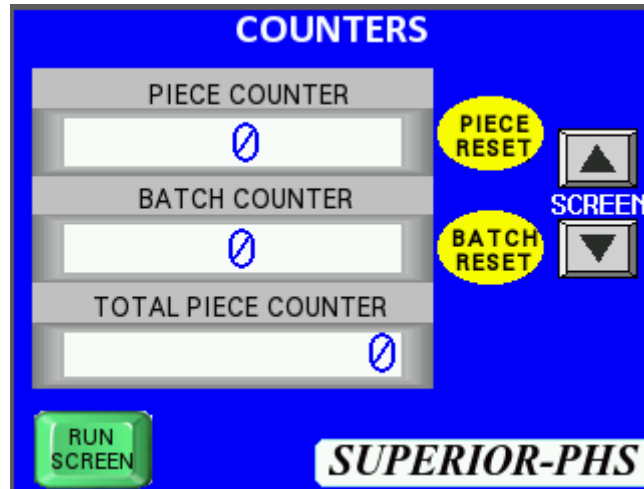 COUNTERS
PIECE COUNTER
0
PIECE
RESET
BATCH COUNTER
0
SCREEN
BATCH
RESET
TOTAL PIECE COUNTER
0
RUN
SCREEN
SUPERIOR-PHS